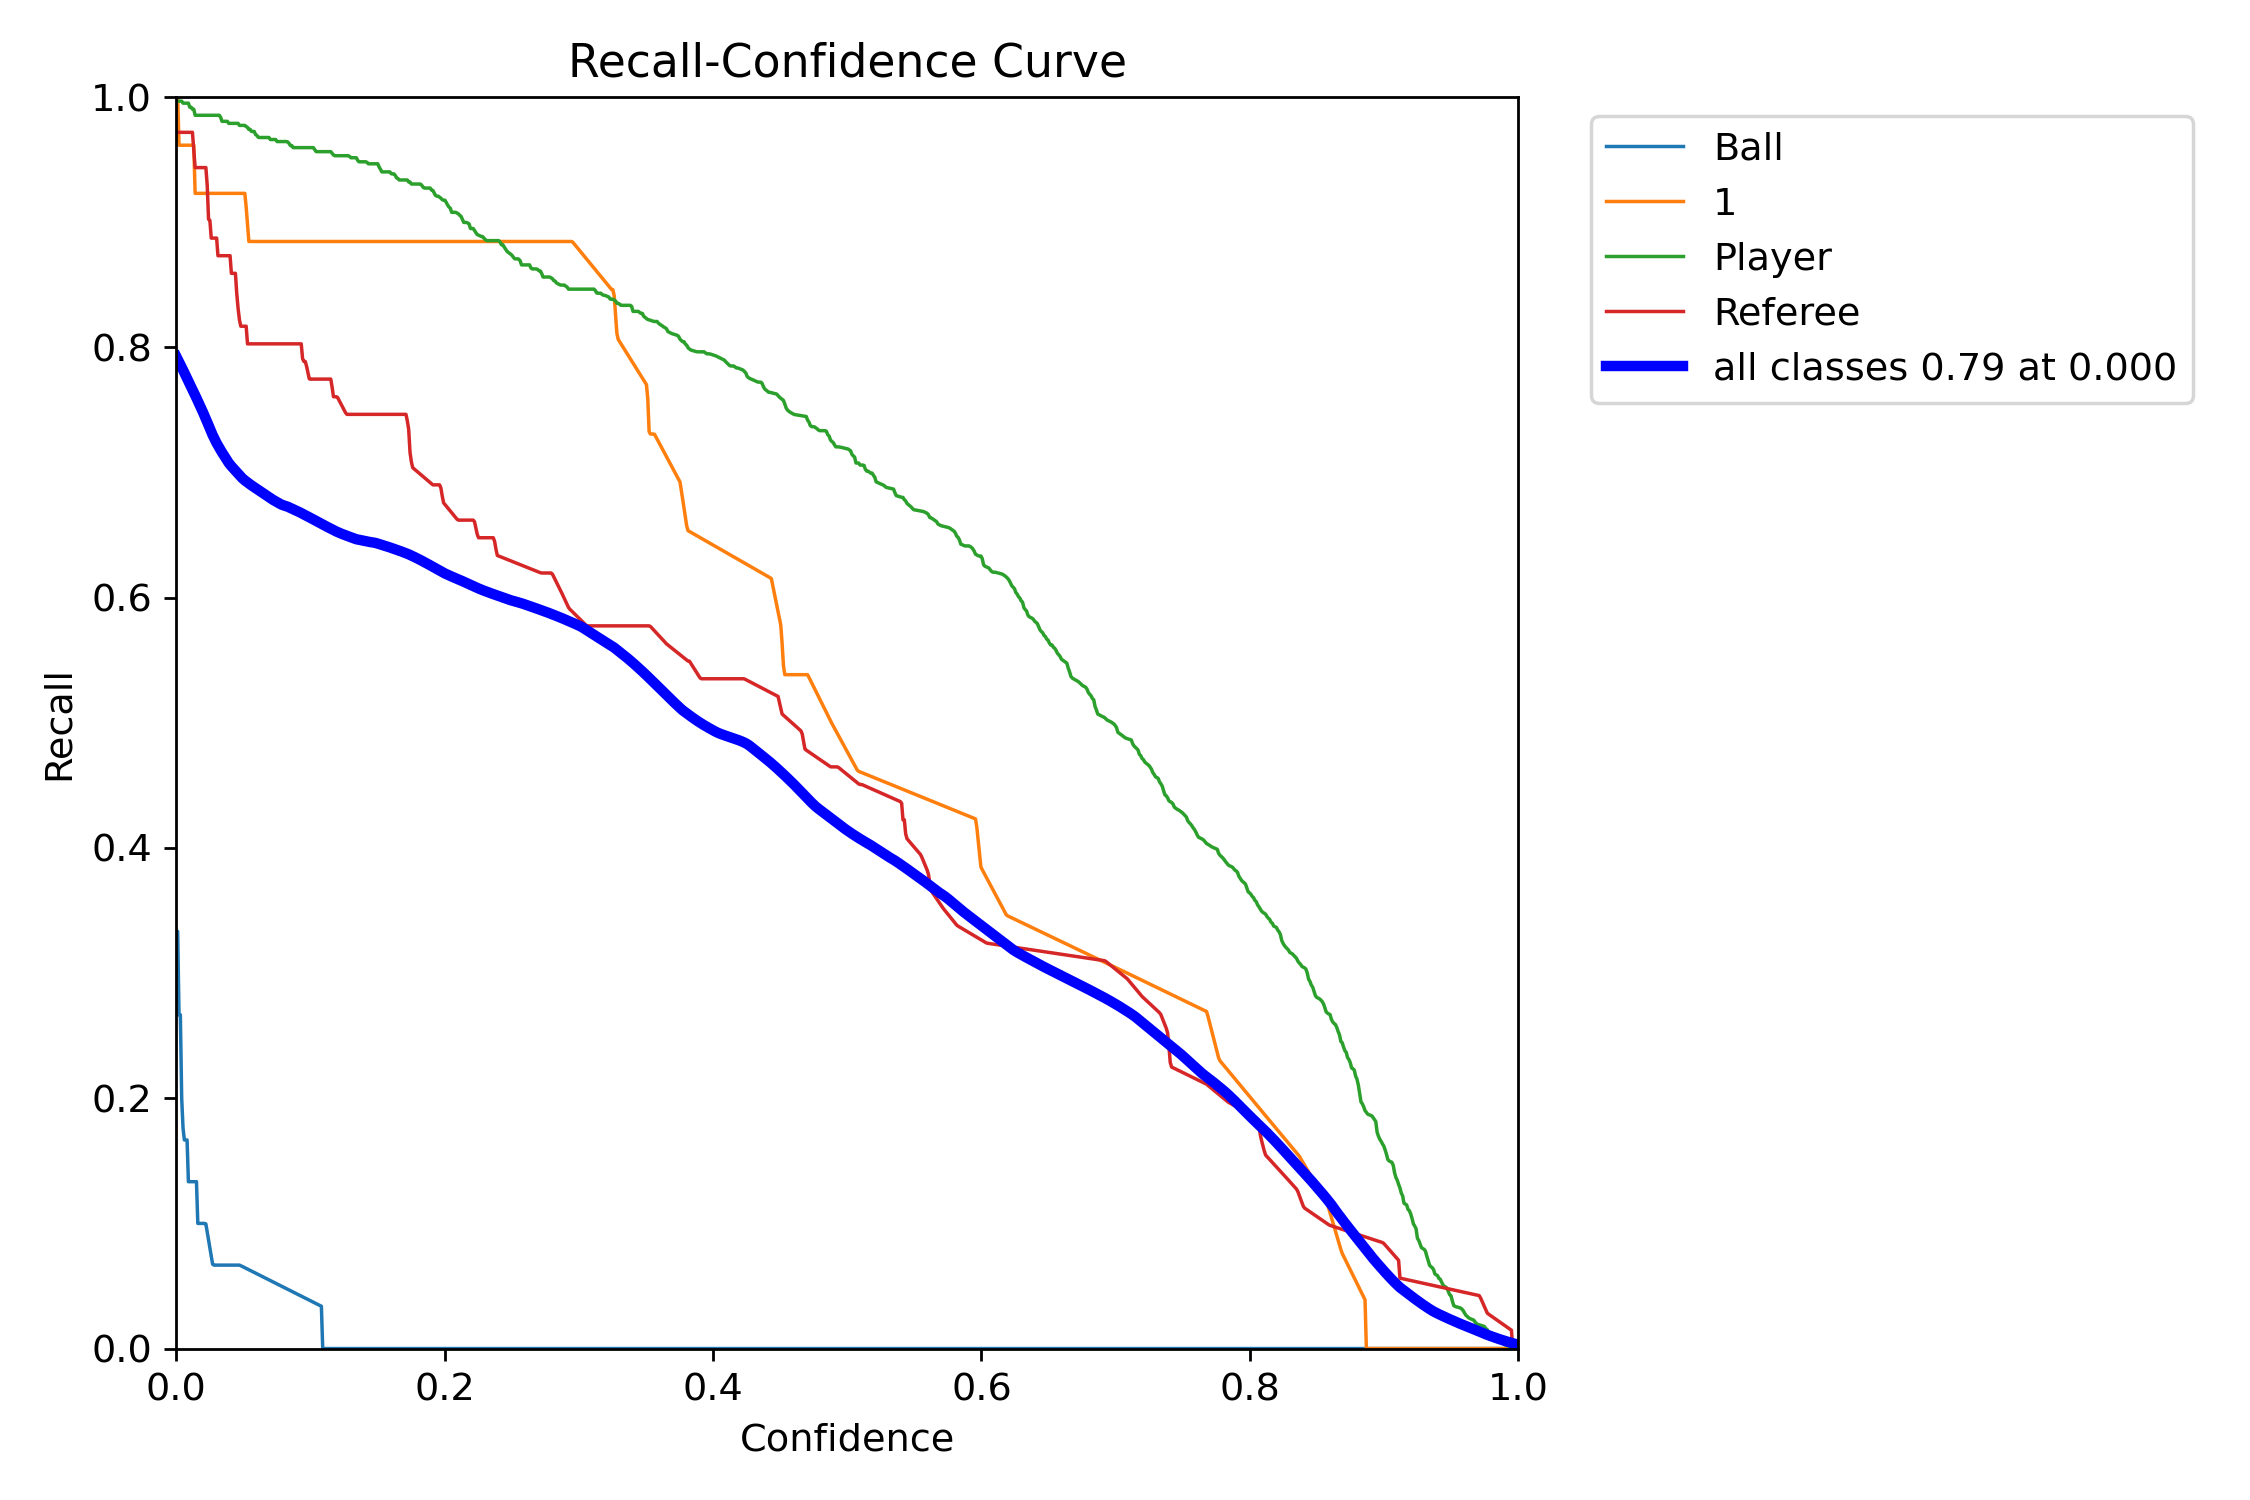 Recall-Confidence Curve
1.0
0.8
0.6
0.4
0.2
0.0
Recall
0.0 0.2 0.4 0.6 0.8 1.0
Confidence
Ball
1
Player
Referee
all classes 0.79 at 0.000